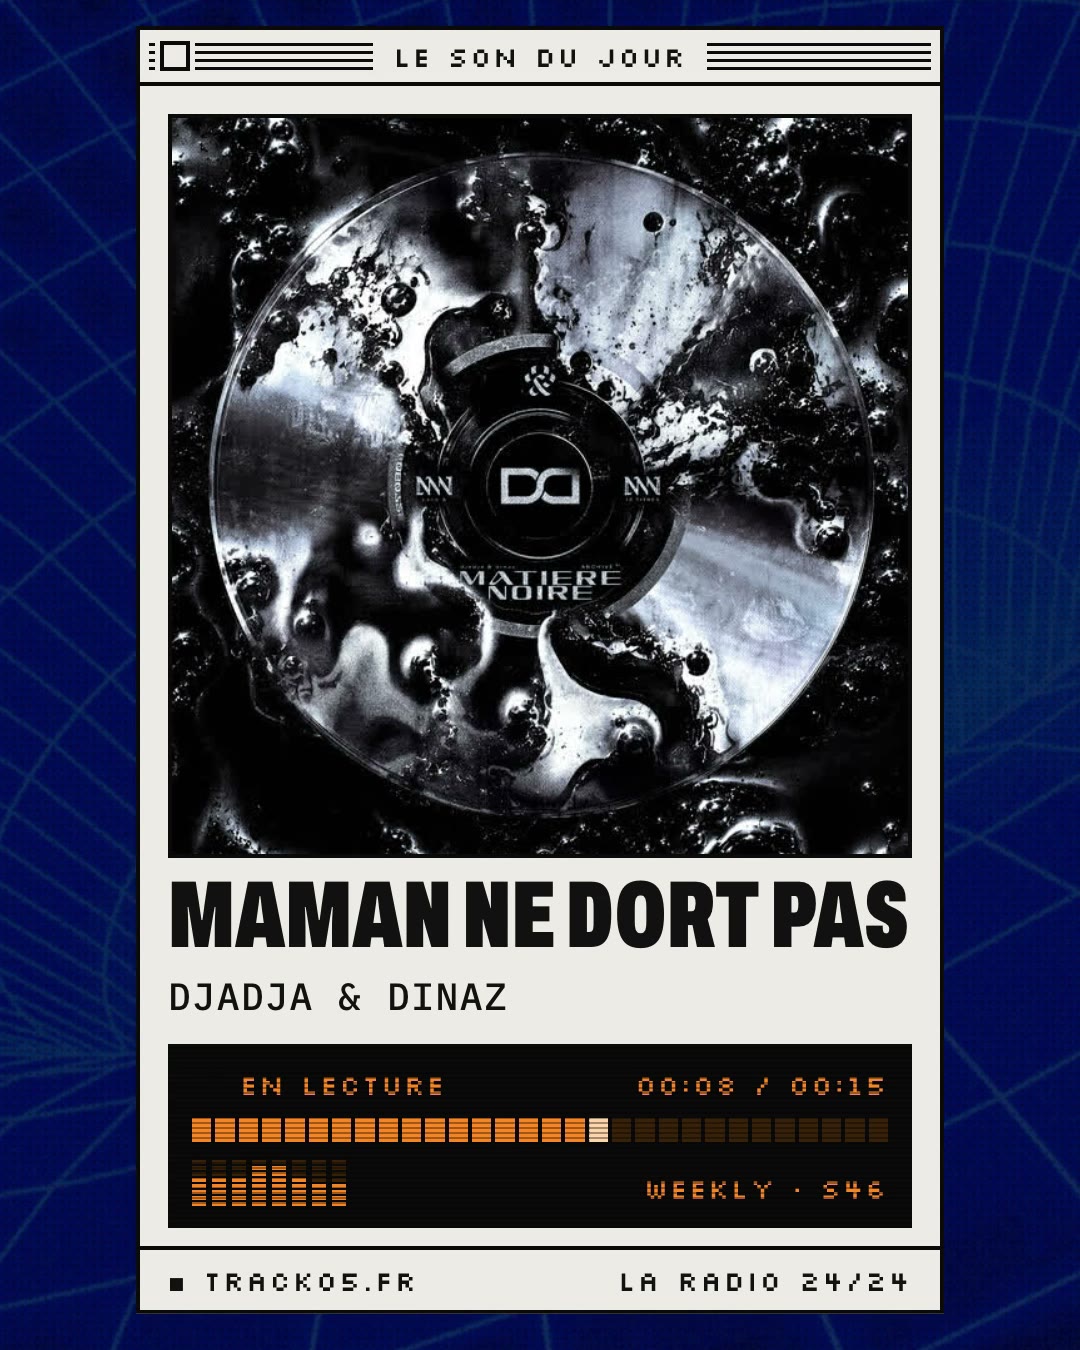 LE SON DU JOUR
DD
MATIERE
NOIRE
MAMAN NE DORT PAS
DJADJA & DINAZ
EN LECTURE 00:08 / 00:15
WEEKLY · S46
TRACK05.FR LA RADIO 24/24